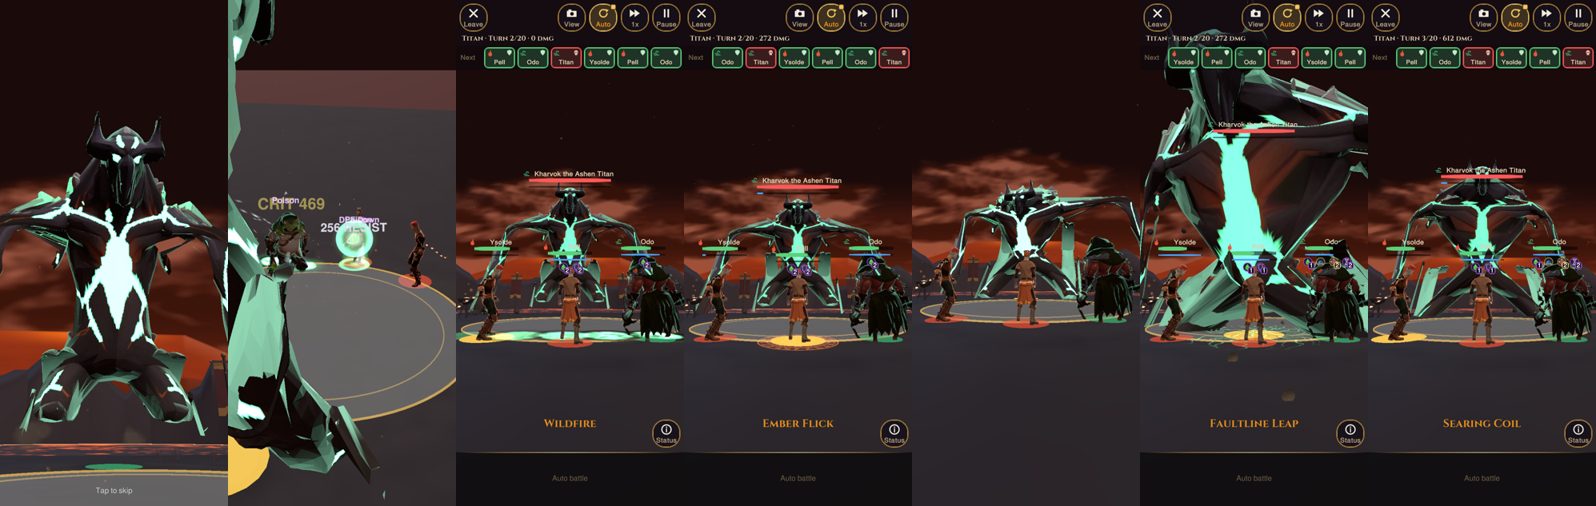 Tap to skip
Poison
CRIT 469
Leave
View
Auto
1x
Pause
Titan · Turn 2/20 · 0 dmg
Next
Pell
Odo
Titan
Ysolde
Pell
Odo
Kharvok the Ashen Titan
Ysolde
Odo
Wildfire
Status
Auto battle
Leave
View
Auto
1x
Pause
Titan · Turn 2/20 · 272 dmg
Next
Odo
Titan
Ysolde
Pell
Odo
Titan
Kharvok the Ashen Titan
Ysolde
Odo
Ember Flick
Status
Auto battle
Leave
View
Auto
1x
Pause
Titan · Turn 2/20 · 272 dmg
Next
Ysolde
Pell
Odo
Titan
Ysolde
Pell
Kharvok the Ashen Titan
Ysolde
Odo
Faultline Leap
Status
Auto battle
Leave
View
Auto
1x
Pause
Titan · Turn 3/20 · 612 dmg
Next
Pell
Odo
Titan
Ysolde
Pell
Titan
Kharvok the Ashen Titan
Ysolde
Odo
Searing Coil
Status
Auto battle